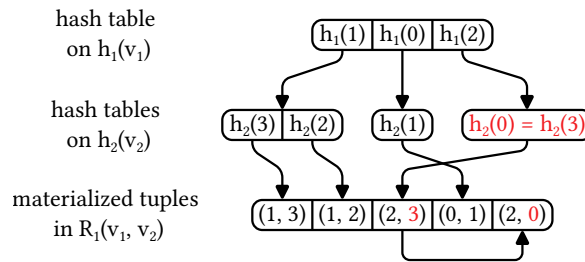 hash table
on h₁(v₁)
h₁(1) h₁(0) h₁(2)
hash tables
on h₂(v₂)
h₂(3) h₂(2) h₂(1) h₂(0) = h₂(3)
materialized tuples
in R₁(v₁, v₂)
(1, 3) (1, 2) (2, 3) (0, 1) (2, 0)